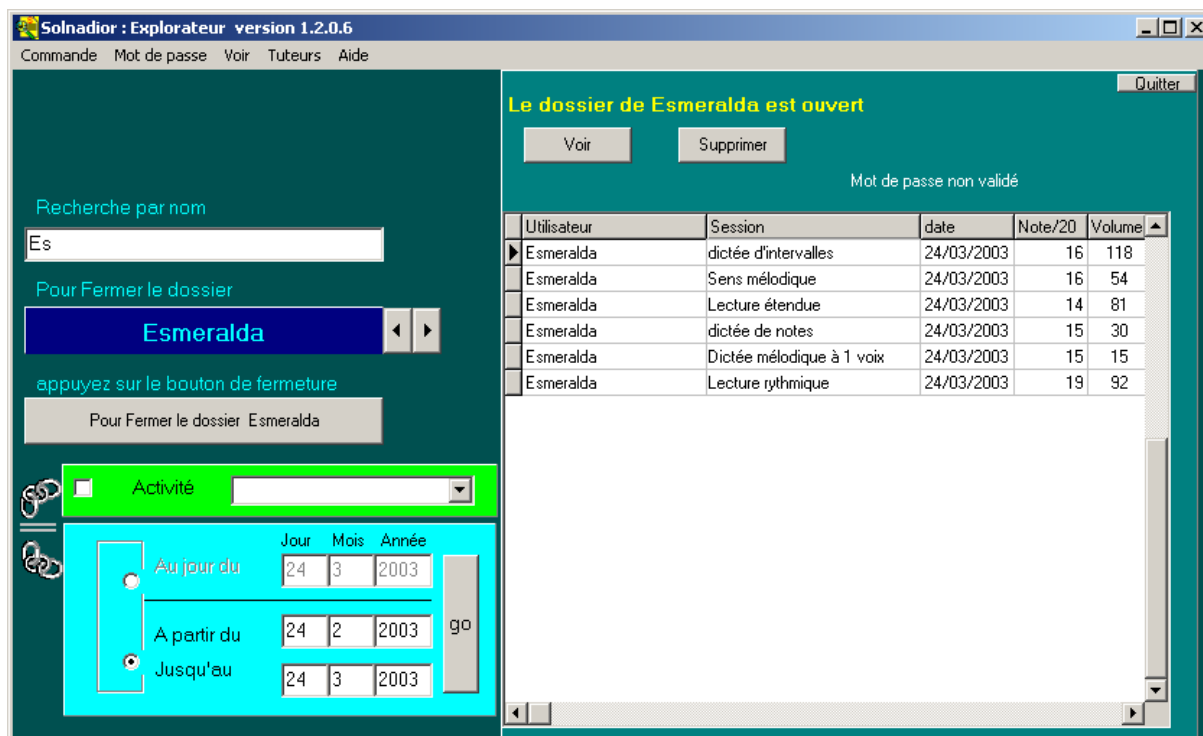 Solnadior : Explorateur version 1.2.0.6
Commande Mot de passe Voir Tuteurs Aide
Quitter
Le dossier de Esmeralda est ouvert
Voir Supprimer
Mot de passe non validé
Recherche par nom
Es
Pour Fermer le dossier
Esmeralda
appuyez sur le bouton de fermeture
Pour Fermer le dossier Esmeralda
Activité
Jour Mois Année
Au jour du 24 3 2003
A partir du 24 2 2003
Jusqu'au 24 3 2003
go
Utilisateur Session date Note/20 Volume
Esmeralda dictée d'intervalles 24/03/2003 16 118
Esmeralda Sens mélodique 24/03/2003 16 54
Esmeralda Lecture étendue 24/03/2003 14 81
Esmeralda dictée de notes 24/03/2003 15 30
Esmeralda Dictée mélodique à 1 voix 24/03/2003 15 15
Esmeralda Lecture rythmique 24/03/2003 19 92